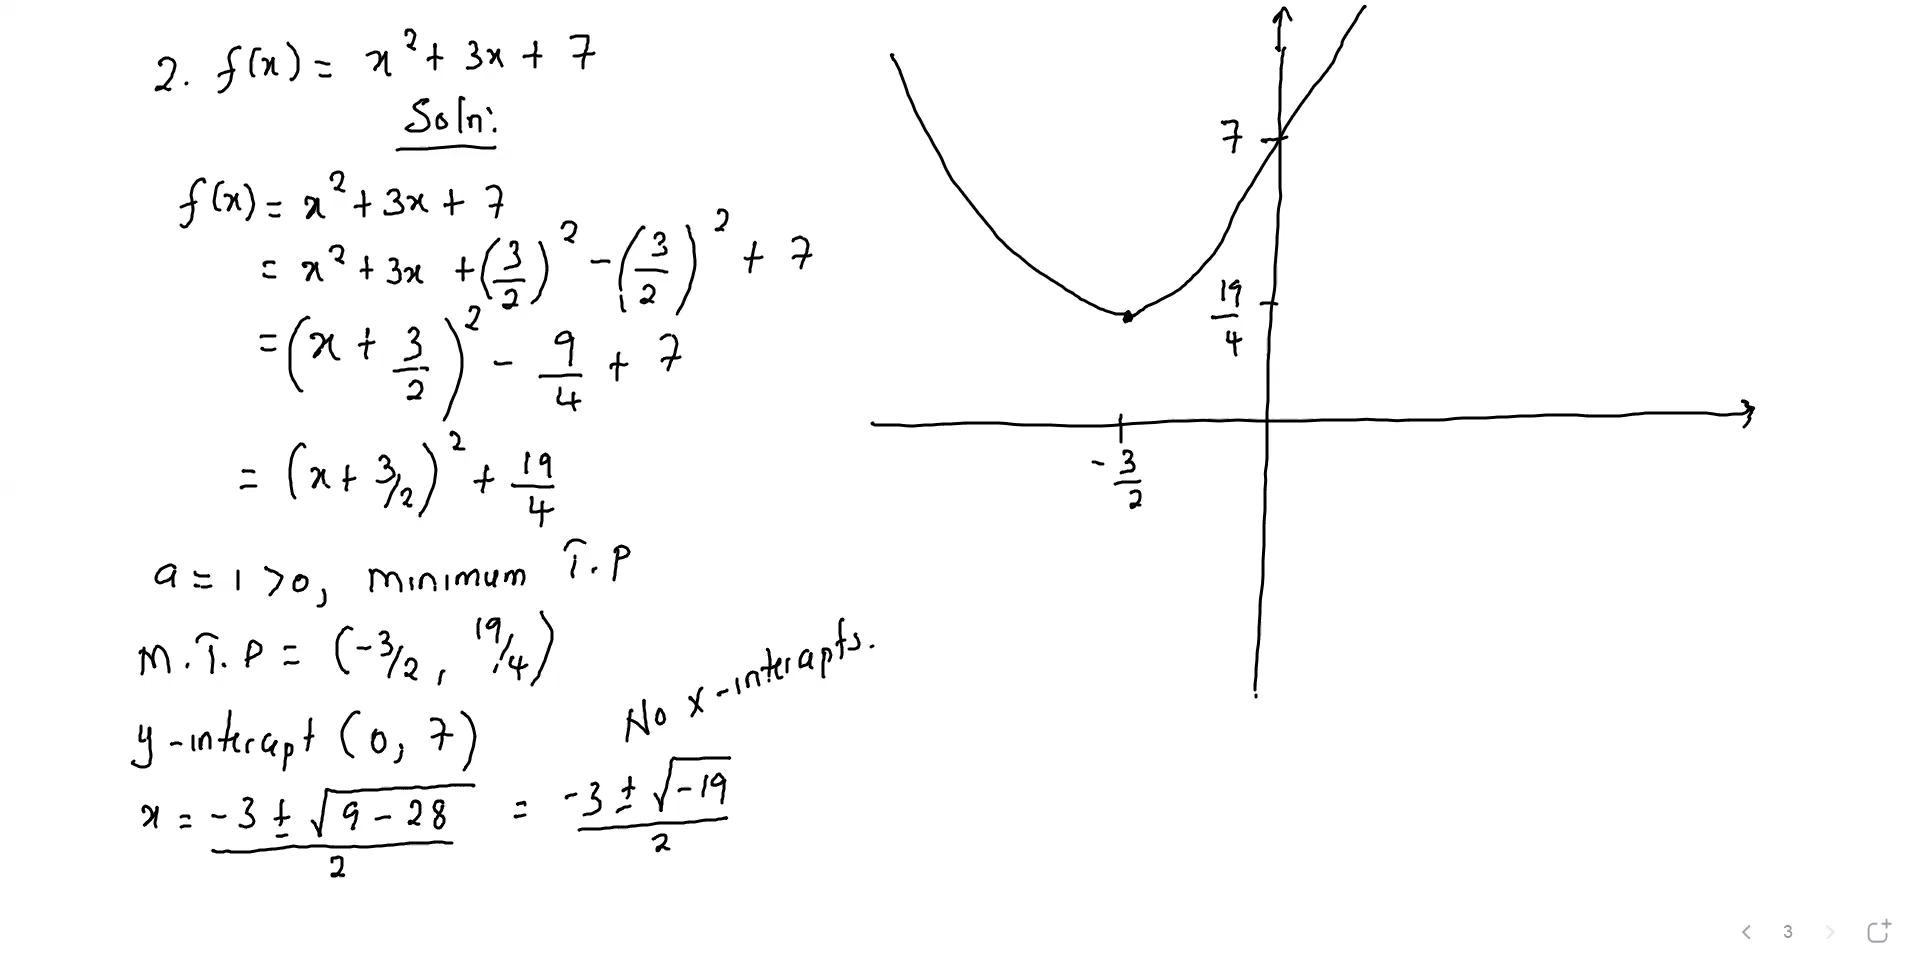 2. f(x) = x² + 3x + 7
Soln:
f(x) = x² + 3x + 7
= x² + 3x + (3/2)² - (3/2)² + 7
= (x + 3/2)² - 9/4 + 7
= (x + 3/2)² + 19/4
a = 1 > 0, minimum T.P
M.T.P = (-3/2, 19/4)
y-intercept (0, 7)
x = (-3 ± √(9 - 28))/2 = (-3 ± √(-19))/2
No x-intercepts.
7
19/4
-3/2
3